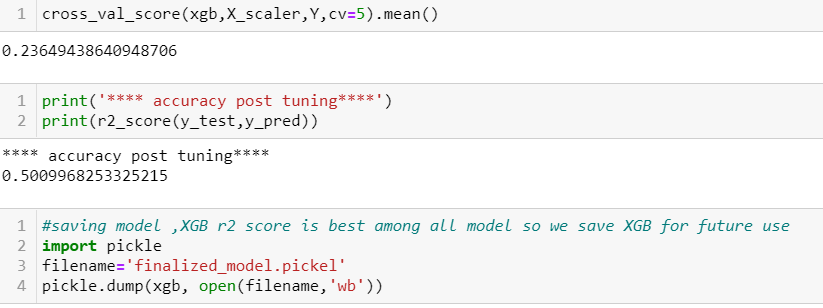 1 cross_val_score(xgb,X_scaler,Y,cv=5).mean()
0.23649438640948706
1 print('**** accuracy post tuning****')
2 print(r2_score(y_test,y_pred))
**** accuracy post tuning****
0.5009968253325215
1 #saving model ,XGB r2 score is best among all model so we save XGB for future use
2 import pickle
3 filename='finalized_model.pickel'
4 pickle.dump(xgb, open(filename,'wb'))